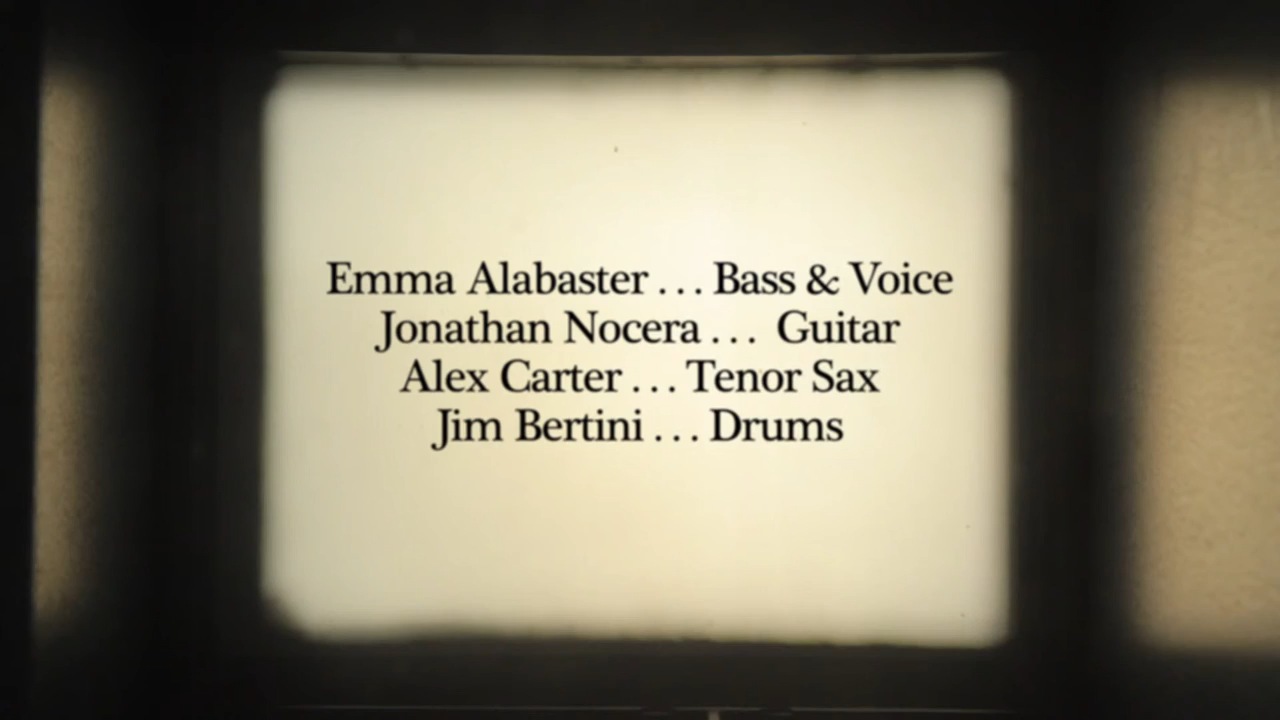 Emma Alabaster . . . Bass & Voice
Jonathan Nocera . . .  Guitar
Alex Carter . . . Tenor Sax
Jim Bertini . . . Drums